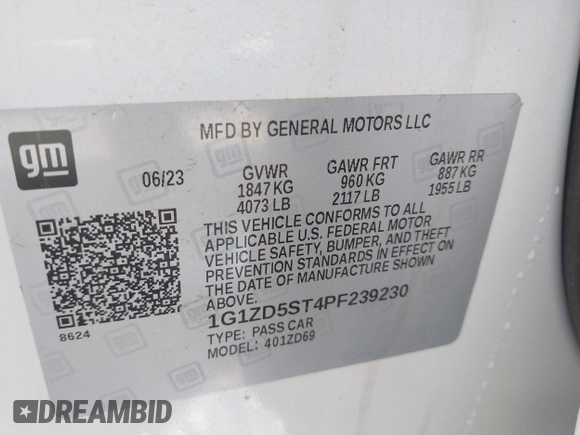 gm
MFD BY GENERAL MOTORS LLC
06/23
GVWR GAWR FRT GAWR RR
1847 KG 960 KG 887 KG
4073 LB 2117 LB 1955 LB
THIS VEHICLE CONFORMS TO ALL
APPLICABLE U.S. FEDERAL MOTOR
VEHICLE SAFETY, BUMPER, AND THEFT
PREVENTION STANDARDS IN EFFECT ON
THE DATE OF MANUFACTURE SHOWN
ABOVE.
8624
1G1ZD5ST4PF239230
TYPE: PASS CAR
MODEL: 401ZD69
DREAMBID